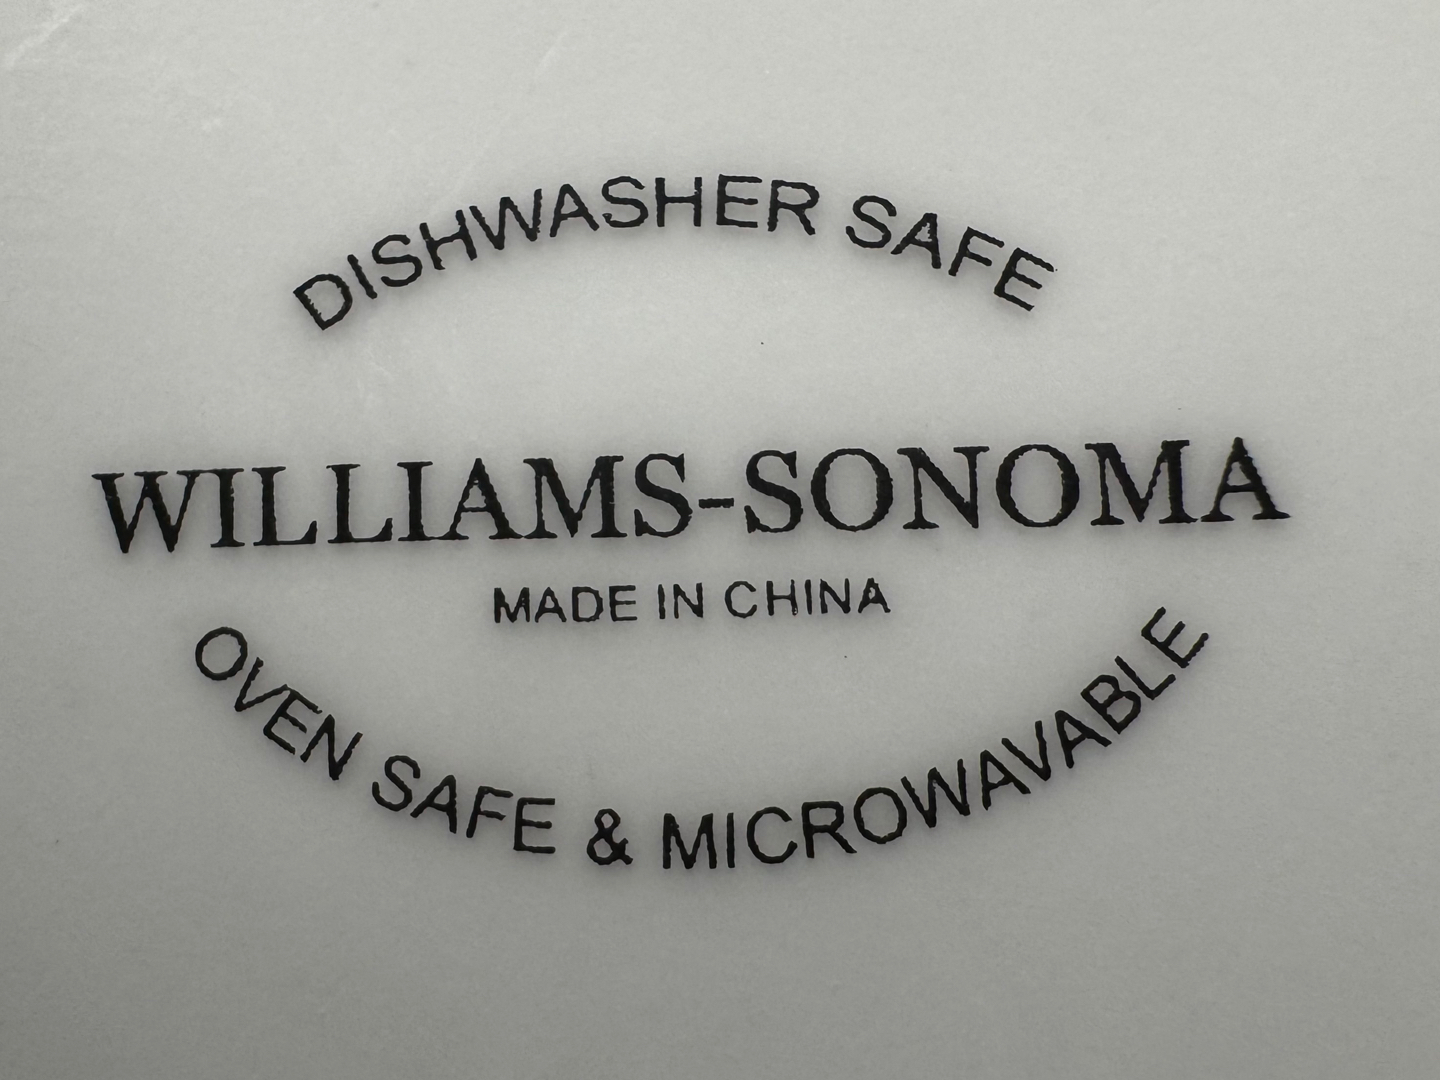 DISHWASHER SAFE
WILLIAMS-SONOMA
MADE IN CHINA
OVEN SAFE & MICROWAVABLE